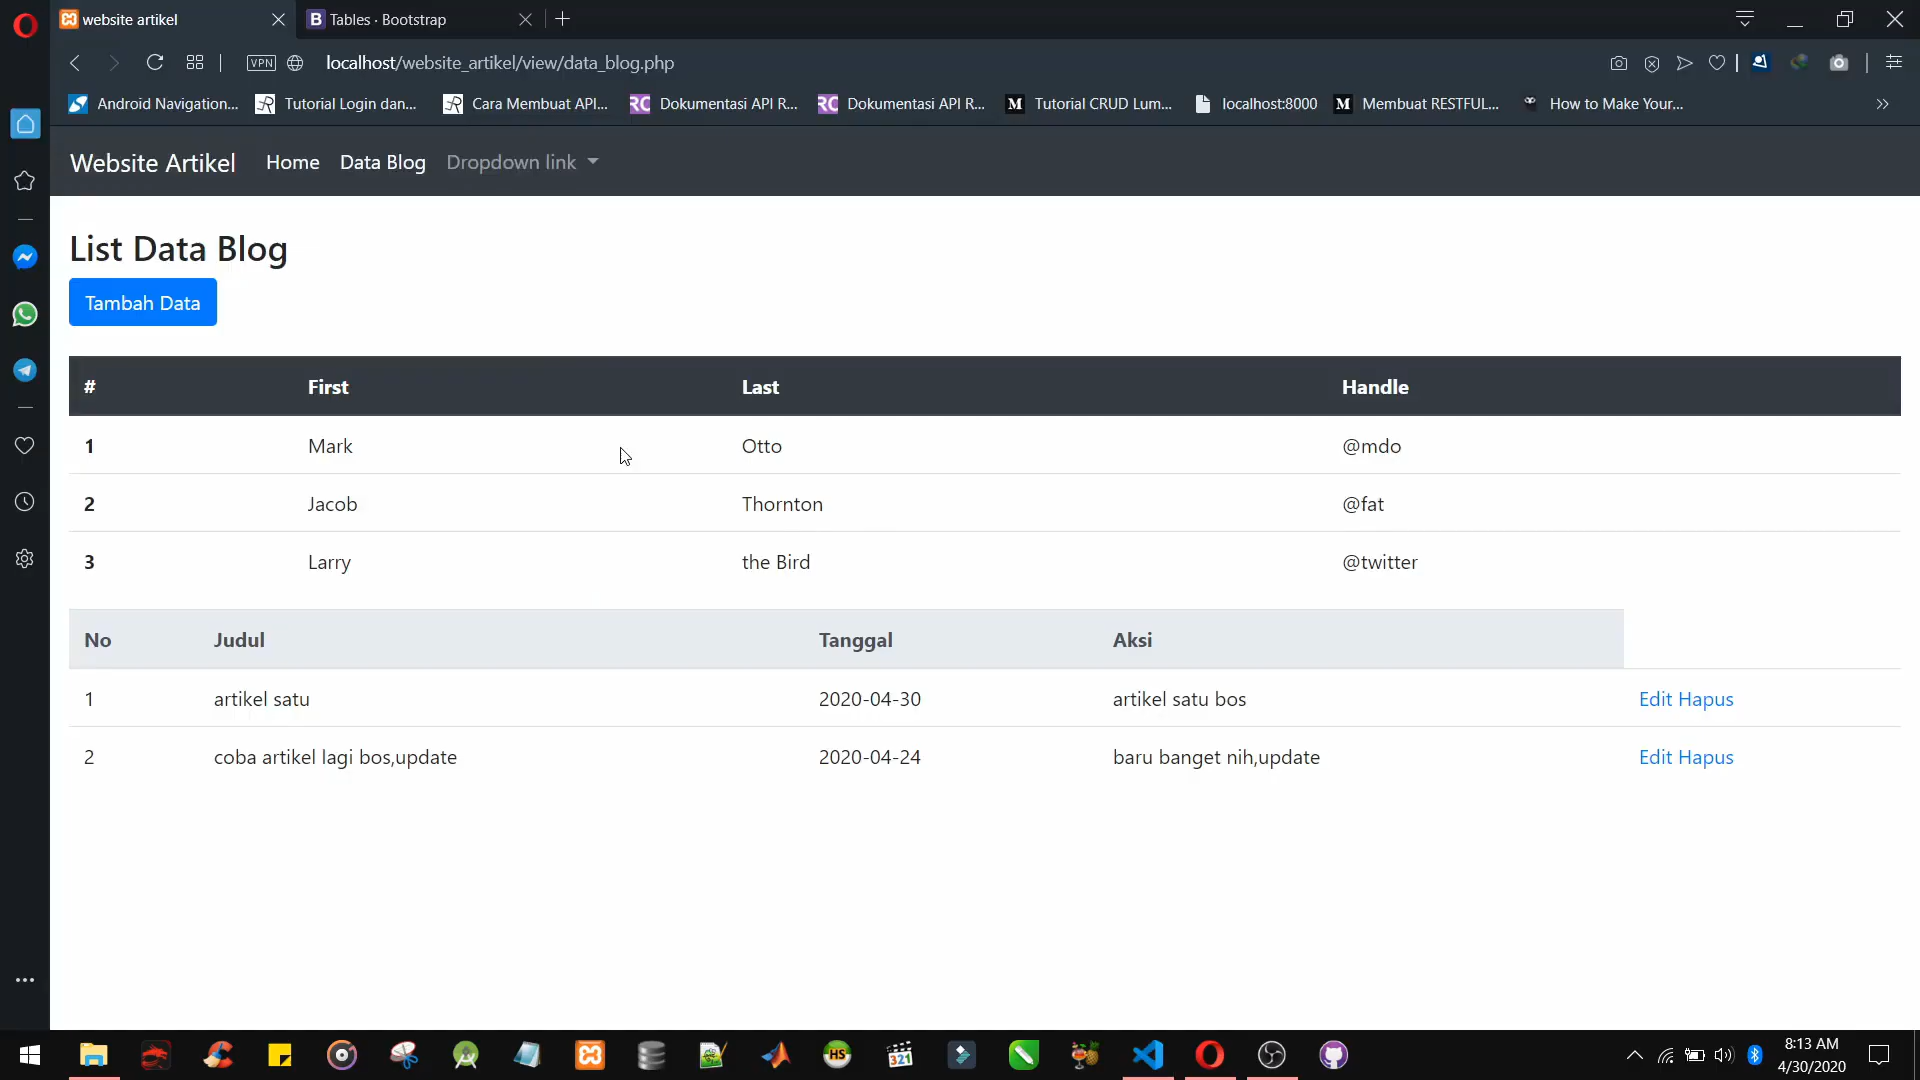 website artikel
B Tables · Bootstrap
VPN localhost/website_artikel/view/data_blog.php
Android Navigation... Tutorial Login dan... Cara Membuat API... RC Dokumentasi API R... RC Dokumentasi API R... M Tutorial CRUD Lum... localhost:8000 M Membuat RESTFUL... How to Make Your...
Website Artikel Home Data Blog Dropdown link
List Data Blog
Tambah Data
# First Last Handle
1 Mark Otto @mdo
2 Jacob Thornton @fat
3 Larry the Bird @twitter
No Judul Tanggal Aksi
1 artikel satu 2020-04-30 artikel satu bos Edit Hapus
2 coba artikel lagi bos,update 2020-04-24 baru banget nih,update Edit Hapus
HS
321
8:13 AM
4/30/2020